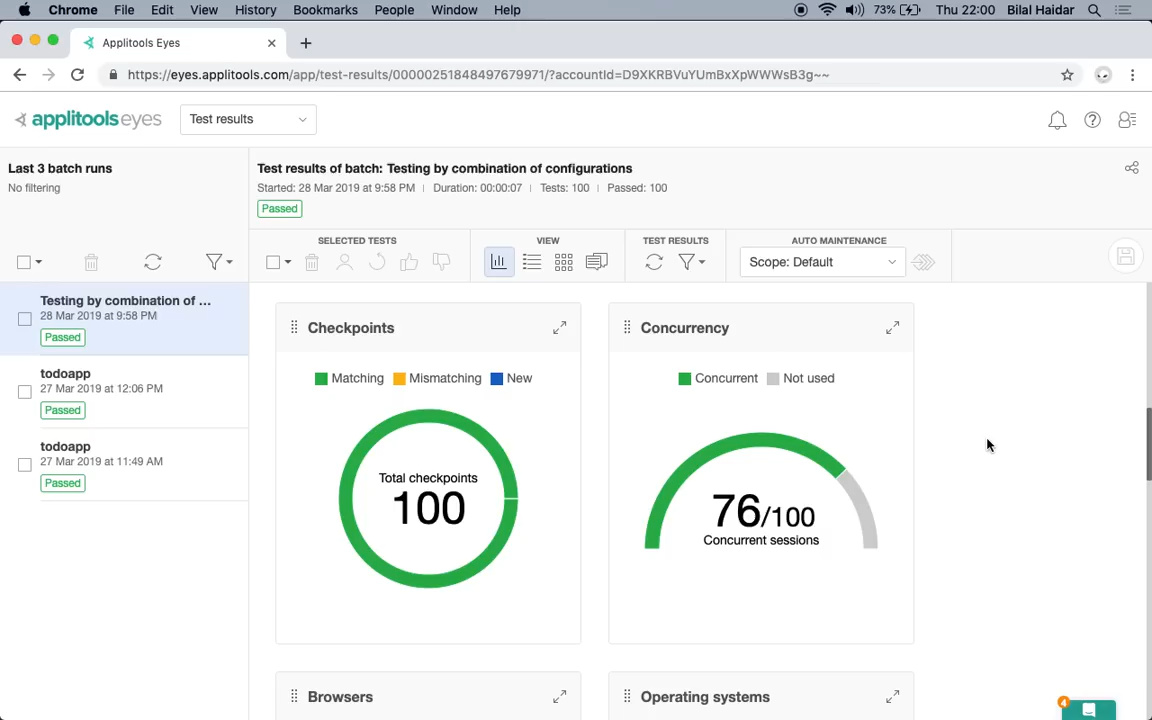 Chrome File Edit View History Bookmarks People Window Help 73% Thu 22:00 Bilal Haidar
Applitools Eyes
https://eyes.applitools.com/app/test-results/00000251848497679971/?accountId=D9XKRBVuYUmBxXpWWWsB3g~~
applitools eyes Test results
Last 3 batch runs
No filtering
Test results of batch: Testing by combination of configurations
Started: 28 Mar 2019 at 9:58 PM Duration: 00:00:07 Tests: 100 Passed: 100
Passed
SELECTED TESTS VIEW TEST RESULTS AUTO MAINTENANCE
Scope: Default
Testing by combination of ...
28 Mar 2019 at 9:58 PM
Passed
todoapp
27 Mar 2019 at 12:06 PM
Passed
todoapp
27 Mar 2019 at 11:49 AM
Passed
Checkpoints
Matching Mismatching New
Total checkpoints
100
Concurrency
Concurrent Not used
76/100
Concurrent sessions
Browsers
Operating systems
4